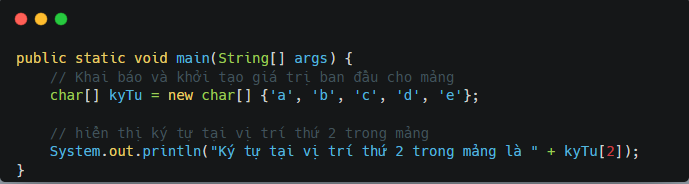 public static void main(String[] args) {
// Khai báo và khởi tạo giá trị ban đầu cho mảng
char[] kyTu = new char[] {'a', 'b', 'c', 'd', 'e'};
// hiển thị ký tự tại vị trí thứ 2 trong mảng
System.out.println("Ký tự tại vị trí thứ 2 trong mảng là " + kyTu[2]);
}